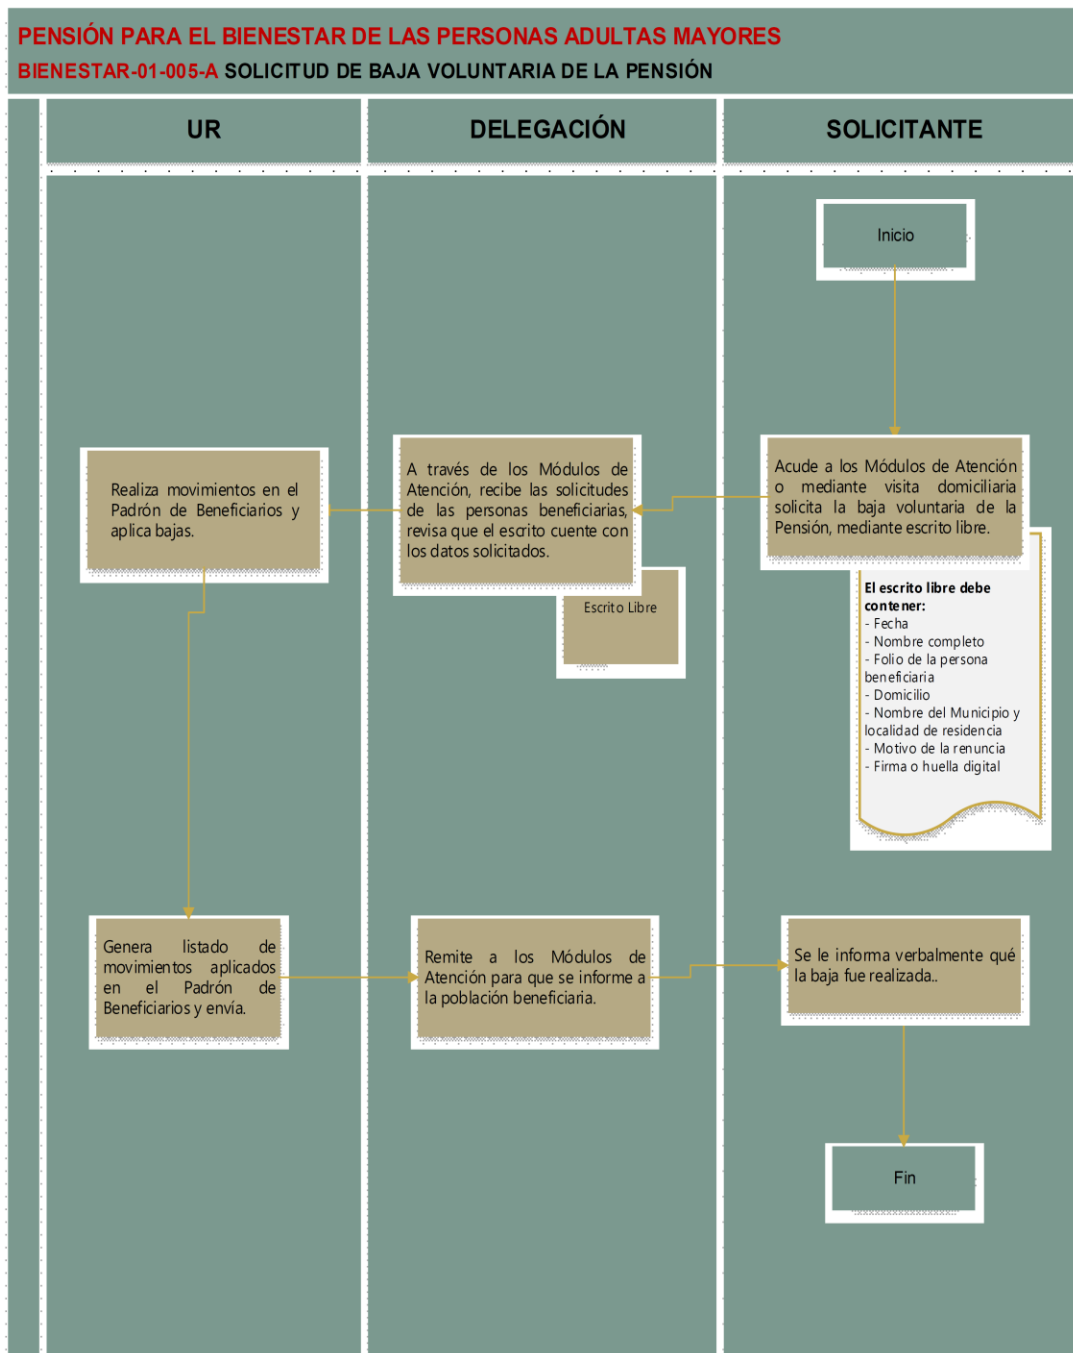 PENSIÓN PARA EL BIENESTAR DE LAS PERSONAS ADULTAS MAYORES
BIENESTAR-01-005-A SOLICITUD DE BAJA VOLUNTARIA DE LA PENSIÓN
UR
DELEGACIÓN
SOLICITANTE
Inicio
Acude a los Módulos de Atención
o mediante visita domiciliaria
solicita la baja voluntaria de la
Pensión, mediante escrito libre.
El escrito libre debe
contener:
- Fecha
- Nombre completo
- Folio de la persona
beneficiaria
- Domicilio
- Nombre del Municipio y
localidad de residencia
- Motivo de la renuncia
- Firma o huella digital
A través de los Módulos de
Atención, recibe las solicitudes
de las personas beneficiarias,
revisa que el escrito cuente con
los datos solicitados.
Escrito Libre
Realiza movimientos en el
Padrón de Beneficiarios y
aplica bajas.
Genera listado de
movimientos aplicados
en el Padrón de
Beneficiarios y envía.
Remite a los Módulos de
Atención para que se informe a
la población beneficiaria.
Se le informa verbalmente qué
la baja fue realizada..
Fin